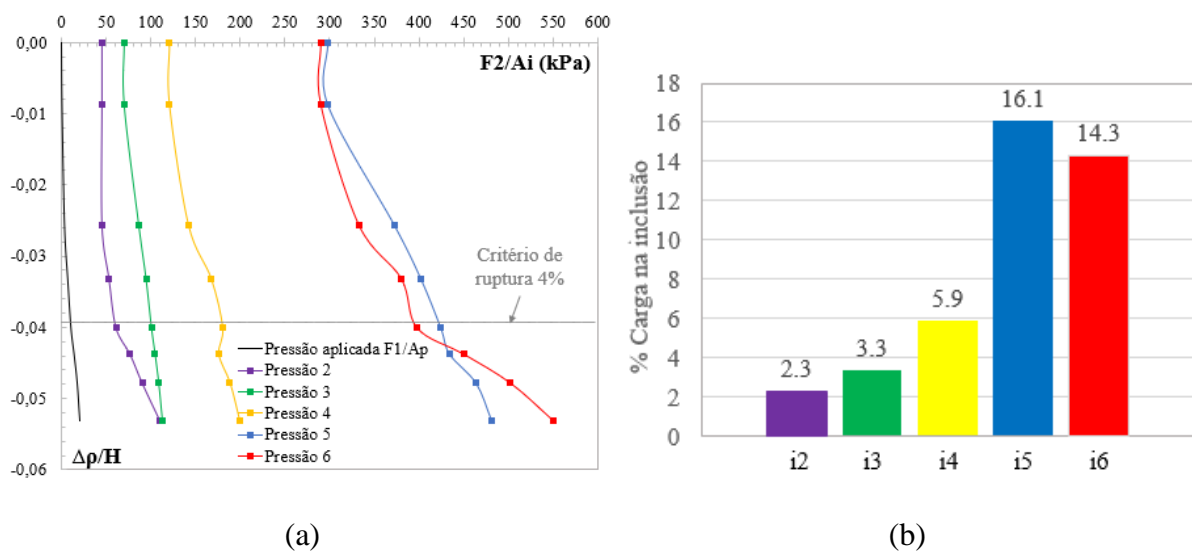 0 50 100 150 200 250 300 350 400 450 500 550 600
F2/Ai (kPa)
0,00
-0,01
-0,02
-0,03
-0,04
-0,05
-0,06
Critério de
ruptura 4%
Pressão aplicada F1/Ap
Pressão 2
Pressão 3
Pressão 4
Pressão 5
Pressão 6
Δρ/H
(a)
% Carga na inclusão
18
16
14
12
10
8
6
4
2
0
2.3
3.3
5.9
16.1
14.3
i2 i3 i4 i5 i6
(b)